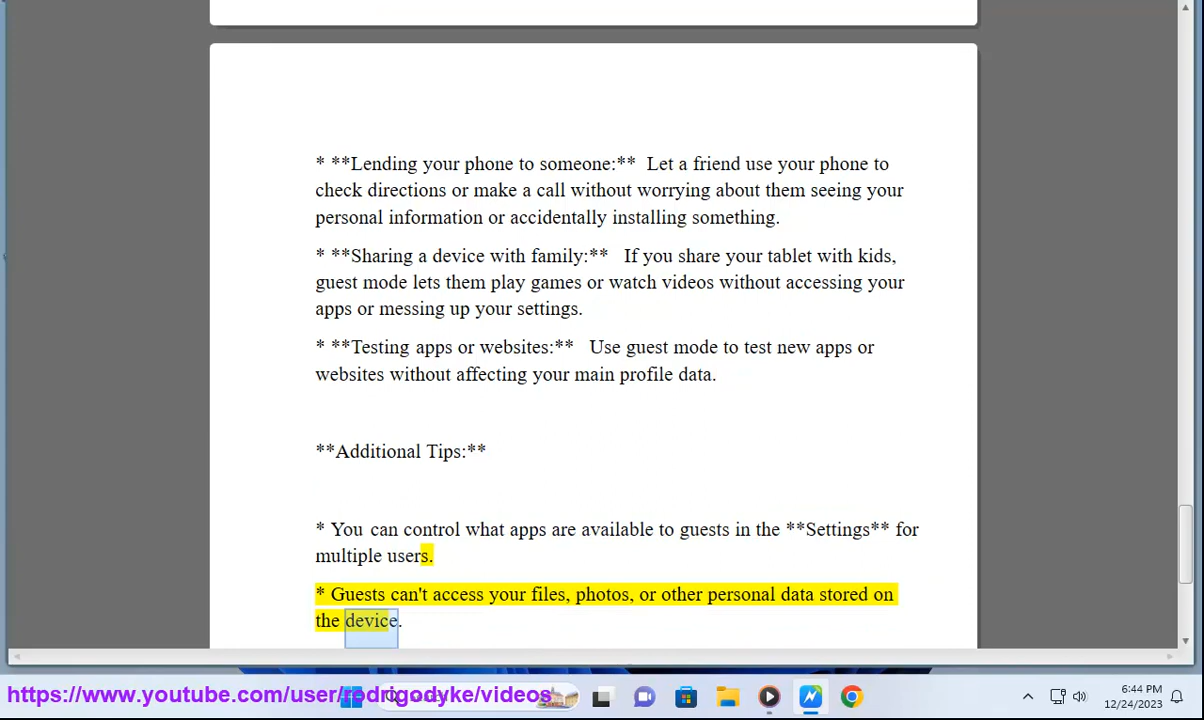 * **Lending your phone to someone:** Let a friend use your phone to
check directions or make a call without worrying about them seeing your
personal information or accidentally installing something.
* **Sharing a device with family:** If you share your tablet with kids,
guest mode lets them play games or watch videos without accessing your
apps or messing up your settings.
* **Testing apps or websites:** Use guest mode to test new apps or
websites without affecting your main profile data.
**Additional Tips:**
* You can control what apps are available to guests in the **Settings** for
multiple users.
* Guests can't access your files, photos, or other personal data stored on
the device.
https://www.youtube.com/user/rodrigodyke/videos
6:44 PM
12/24/2023